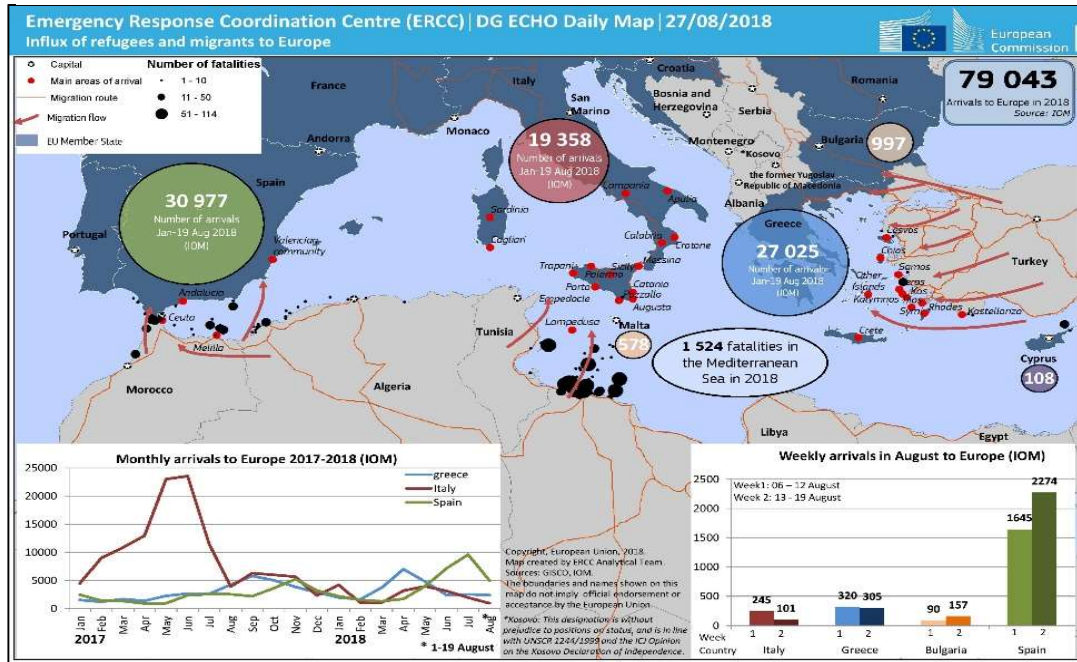 Emergency Response Coordination Centre (ERCC) | DG ECHO Daily Map | 27/08/2018
Influx of refugees and migrants to Europe
European
Commission
Capital
Main areas of arrival
Migration route
Migration flow
EU Member State
Number of fatalities
1 - 10
11 - 50
51 - 114
79 043
Arrivals to Europe in 2018
Source: IOM
France
Italy
San
Marino
Croatia
Bosnia and
Herzegovina
Serbia
Romania
Monaco
Andorra
Montenegro
*Kosovo
Bulgaria
997
the former Yugoslav
Republic of Macedonia
Albania
19 358
Number of arrivals
Jan-19 Aug 2018
(IOM)
30 977
Number of arrivals
Jan-19 Aug 2018
(IOM)
Spain
Portugal
Valencian
community
Andalucia
Ceuta
Melilla
Morocco
Algeria
Tunisia
Sardinia
Cagliari
Campania
Apulia
Calabria
Crotone
Messina
Trapani
Palermo
Sicily
Porto
Empedocle
Catania
Pozzallo
Augusta
Lampedusa
Malta
578
Greece
27 025
Number of arrivals
Jan-19 Aug 2018
(IOM)
Lesvos
Chios
Samos
Other
Islands
Kalymnos
Kos
Symi
Rhodes
Kastellorizo
Crete
Turkey
Cyprus
108
1 524 fatalities in
the Mediterranean
Sea in 2018
Libya
Egypt
Monthly arrivals to Europe 2017-2018 (IOM)
greece
Italy
Spain
25000
20000
15000
10000
5000
0
Jan Feb Mar Apr May Jun Jul Aug Sep Oct Nov Dec Jan Feb Mar Apr May Jun Jul Aug
*
2017
2018
* 1-19 August
Copyright, European Union, 2018.
Map created by ERCC Analytical Team.
Sources: GISCO, IOM.
The boundaries and names shown on this
map do not imply official endorsement or
acceptance by the European Union
*Kosovo: This designation is without
prejudice to positions on status, and is in line
with UNSCR 1244/1999 and the ICJ Opinion
on the Kosovo Declaration of Independence.
Weekly arrivals in August to Europe (IOM)
Week1: 06 – 12 August
Week 2: 13 - 19 August
2500
2000
1500
1000
500
0
245
101
320
305
90
157
1645
2274
Week 1 2 1 2 1 2 1 2
Country Italy Greece Bulgaria Spain